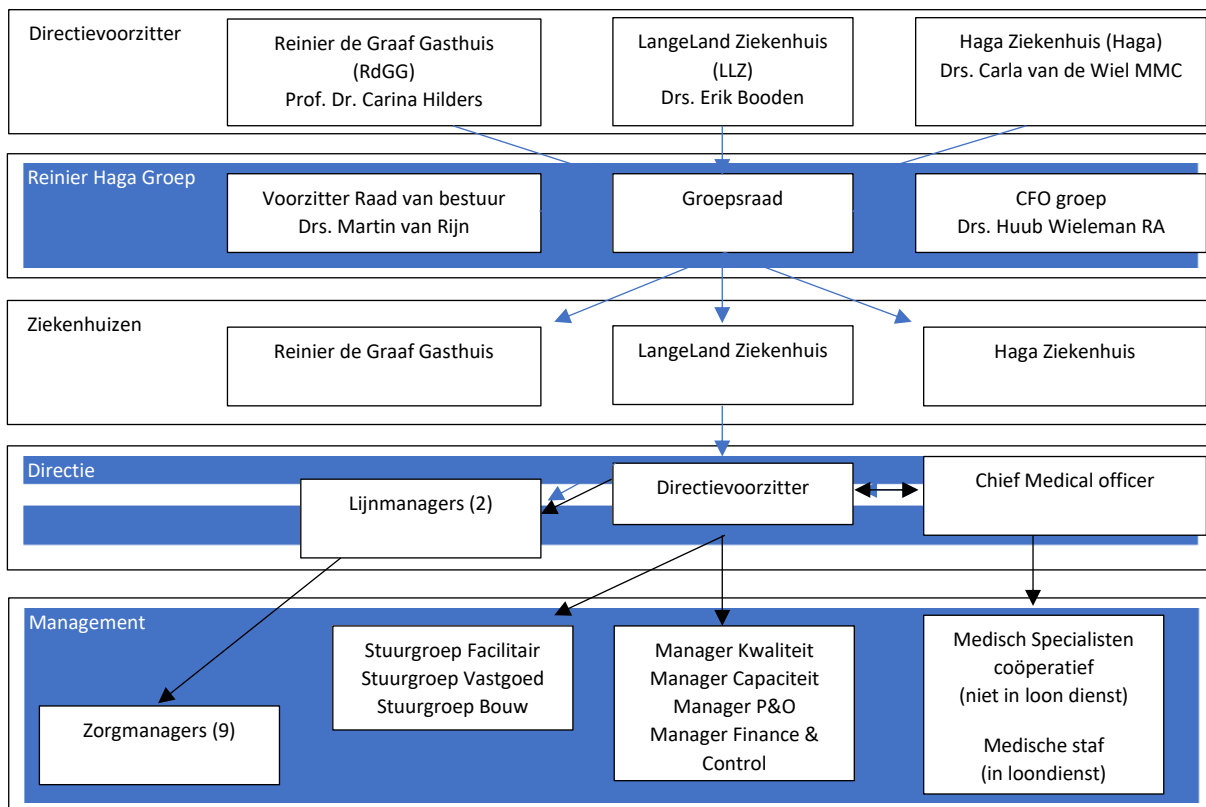 Directievoorzitter
Reinier de Graaf Gasthuis
(RdGG)
Prof. Dr. Carina Hilders
LangeLand Ziekenhuis
(LLZ)
Drs. Erik Booden
Haga Ziekenhuis (Haga)
Drs. Carla van de Wiel MMC
Reinier Haga Groep
Voorzitter Raad van bestuur
Drs. Martin van Rijn
Groepsraad
CFO groep
Drs. Huub Wieleman RA
Ziekenhuizen
Reinier de Graaf Gasthuis
LangeLand Ziekenhuis
Haga Ziekenhuis
Directie
Lijnmanagers (2)
Directievoorzitter
Chief Medical officer
Management
Zorgmanagers (9)
Stuurgroep Facilitair
Stuurgroep Vastgoed
Stuurgroep Bouw
Manager Kwaliteit
Manager Capaciteit
Manager P&O
Manager Finance &
Control
Medisch Specialisten
coöperatief
(niet in loon dienst)
Medische staf
(in loondienst)